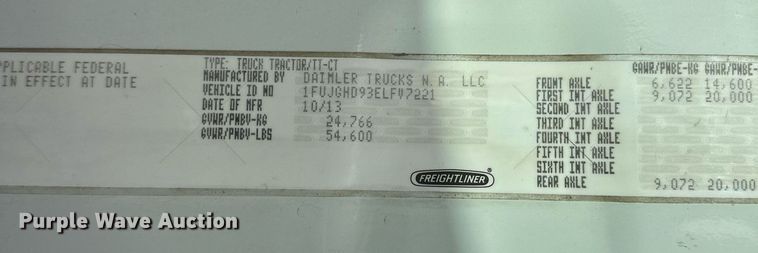 PLICABLE FEDERAL
IN EFFECT AT DATE
TYPE: TRUCK TRACTOR/TT-CT
MANUFACTURED BY DAIMLER TRUCKS N.A. LLC
VEHICLE ID NO 1FUJGHD93ELFV7221
DATE OF MFR 10/13
GVWR/PNBV-KG 24,766
GVWR/PNBV-LBS 54,600
FREIGHTLINER®
GAWR/PNBE-KG GAWR/PNBE-
FRONT AXLE 6,622 14,600
FIRST INT AXLE 9,072 20,000
SECOND INT AXLE
THIRD INT AXLE
FOURTH INT AXLE
FIFTH INT AXLE
SIXTH INT AXLE
REAR AXLE 9,072 20,000
Purple Wave Auction